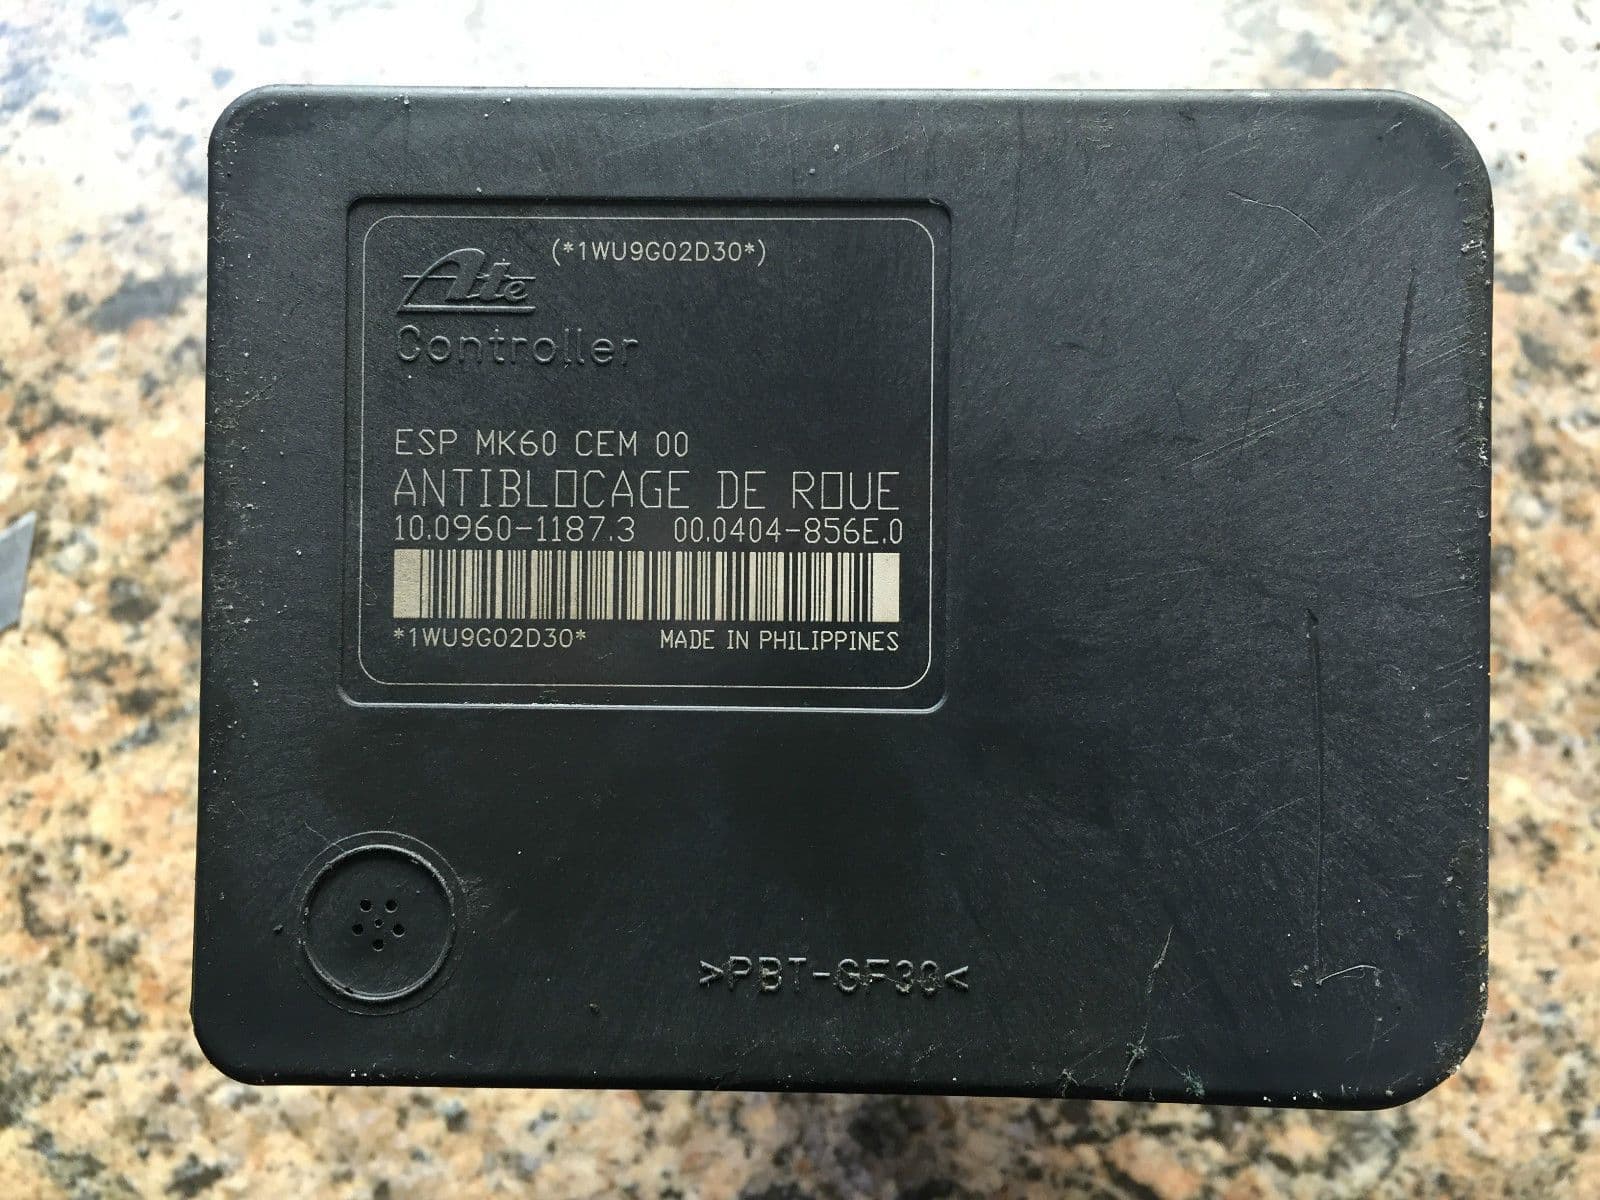 (*1WU9G02D30*)
Ate
Controller
ESP MK60 CEM 00
ANTIBLOCAGE DE ROUE
10.0960-1187.3 00.0404-856E.0
*1WU9G02D30* MADE IN PHILIPPINES
>PBT-GF30<